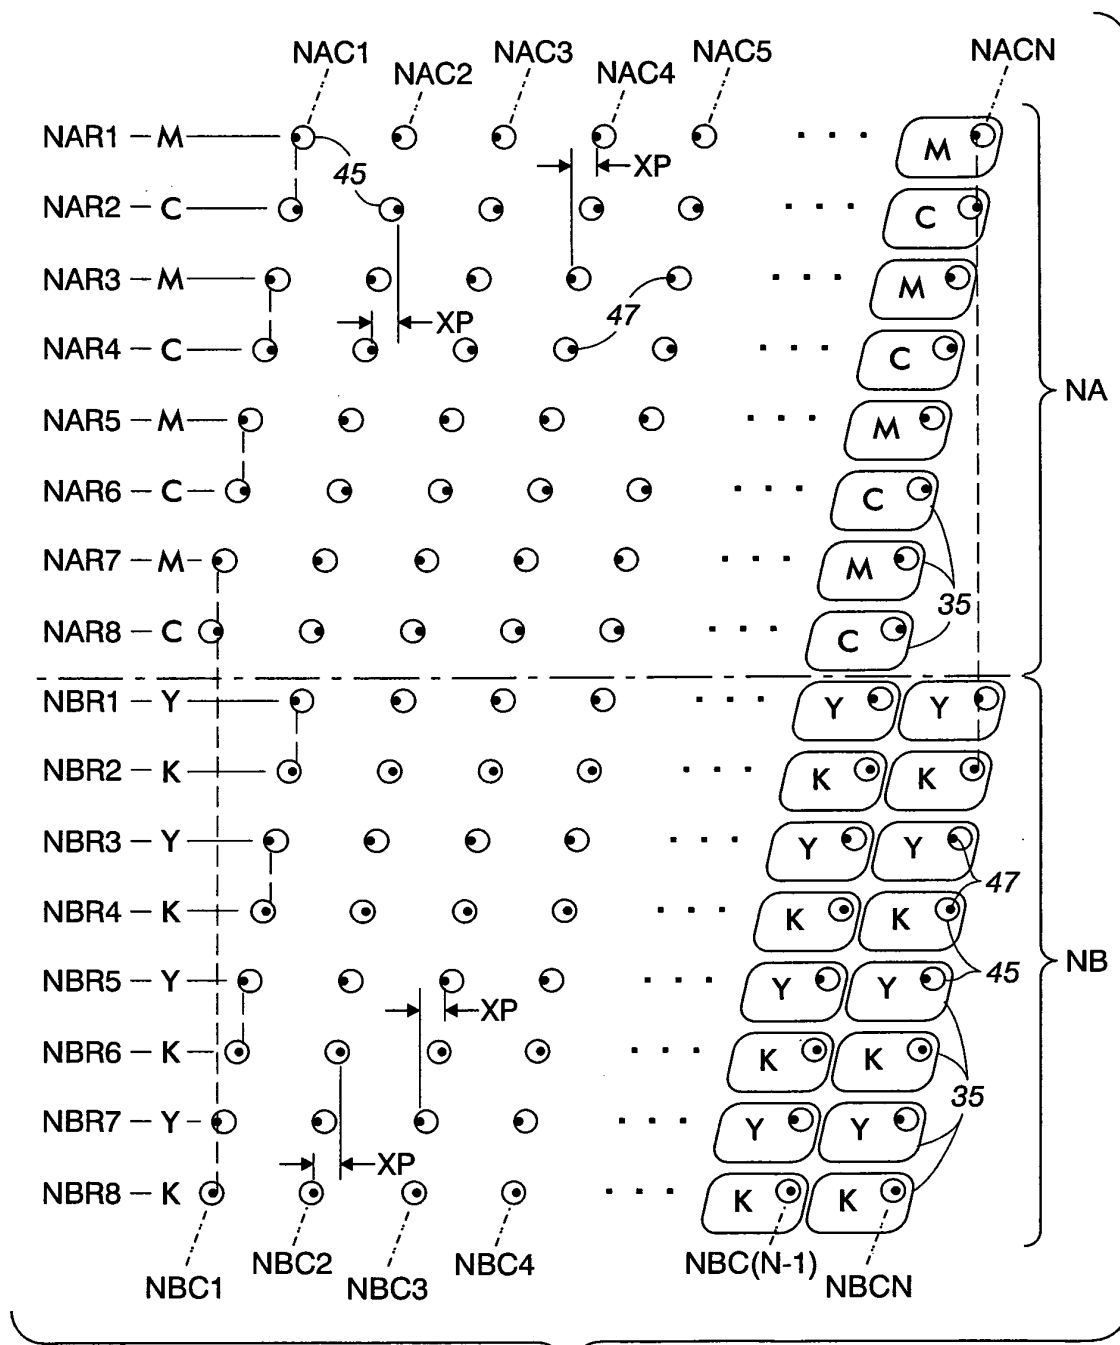 NAC1 NAC2 NAC3 NAC4 NAC5 NACN
NAR1 – M M
45 XP
NAR2 – C C
NAR3 – M M
XP 47
NAR4 – C C
NA
NAR5 – M M
NAR6 – C C
NAR7 – M M
35
NAR8 – C C
NBR1 – Y Y Y
NBR2 – K K K
NBR3 – Y Y Y
47
NBR4 – K K K
45
NB
NBR5 – Y Y Y
XP
NBR6 – K K K
35
NBR7 – Y Y Y
XP
NBR8 – K K K
NBC1 NBC2 NBC3 NBC4 NBC(N-1) NBCN